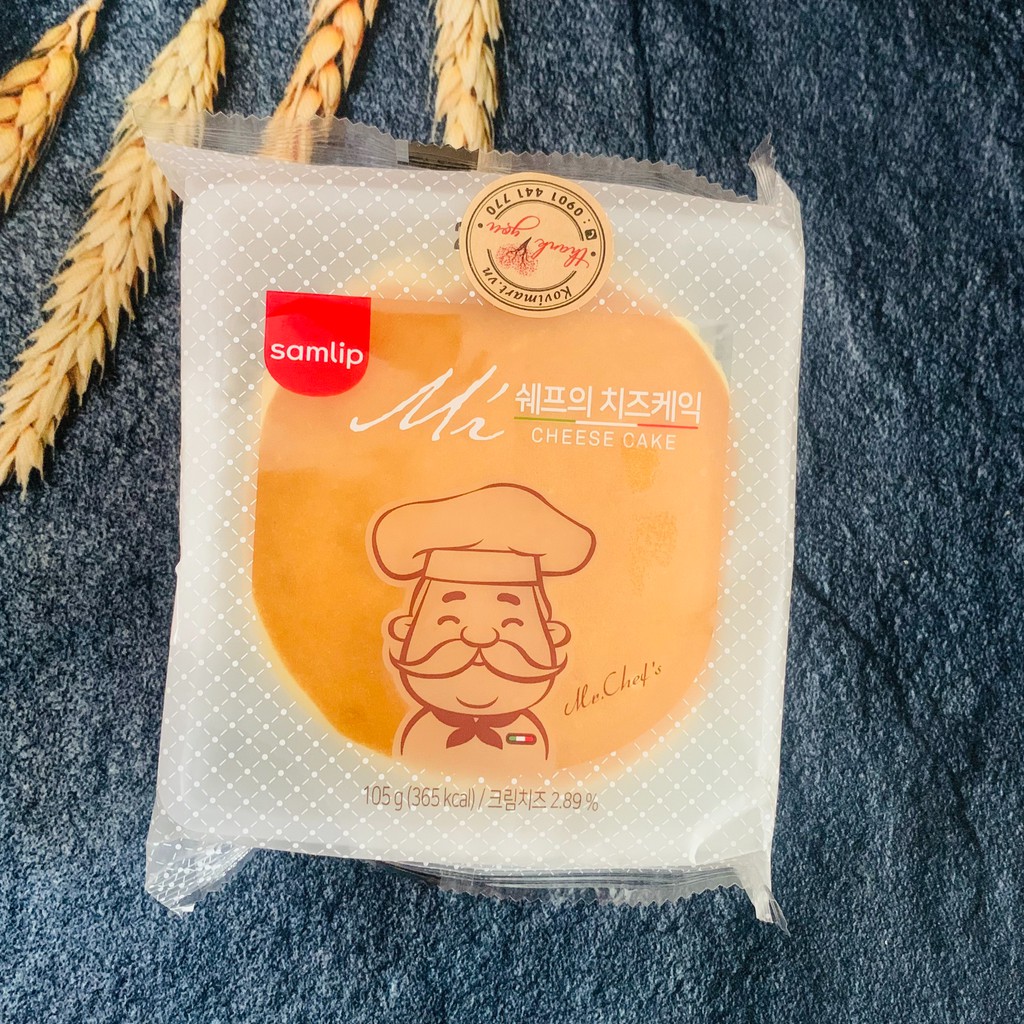 Kovimart.vn
thank you
: 0901 441 770
samlip
Mr 쉐프의 치즈케익
CHEESE CAKE
Mr.Chef's
105 g (365 kcal) / 크림치즈 2.89 %